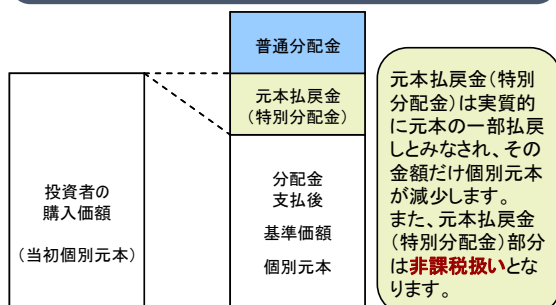 普通分配金
元本払戻金
(特別分配金)
投資者の
購入価額
(当初個別元本)
分配金
支払後
基準価額
個別元本
元本払戻金(特別
分配金)は実質的
に元本の一部払戻
しとみなされ、その
金額だけ個別元本
が減少します。
また、元本払戻金
(特別分配金)部分
は非課税扱いとな
ります。